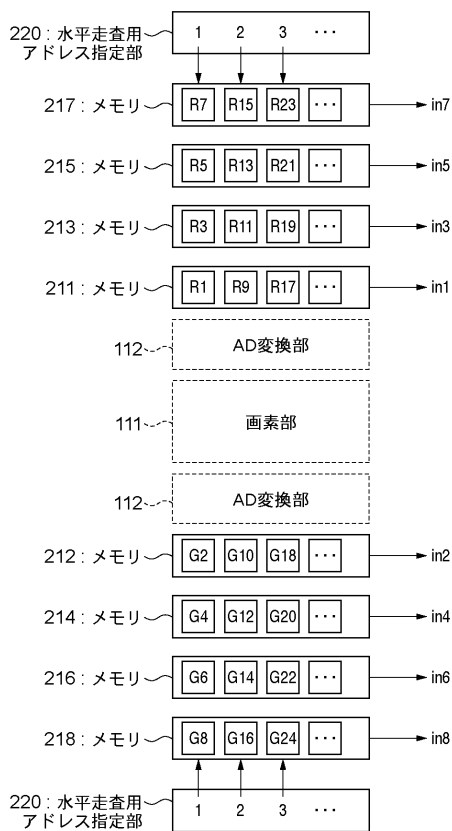 220 : 水平走査用
アドレス指定部
1 2 3 ･･･
217 : メモリ R7 R15 R23 ･･･ in7
215 : メモリ R5 R13 R21 ･･･ in5
213 : メモリ R3 R11 R19 ･･･ in3
211 : メモリ R1 R9 R17 ･･･ in1
112 AD変換部
111 画素部
112 AD変換部
212 : メモリ G2 G10 G18 ･･･ in2
214 : メモリ G4 G12 G20 ･･･ in4
216 : メモリ G6 G14 G22 ･･･ in6
218 : メモリ G8 G16 G24 ･･･ in8
220 : 水平走査用
アドレス指定部
1 2 3 ･･･